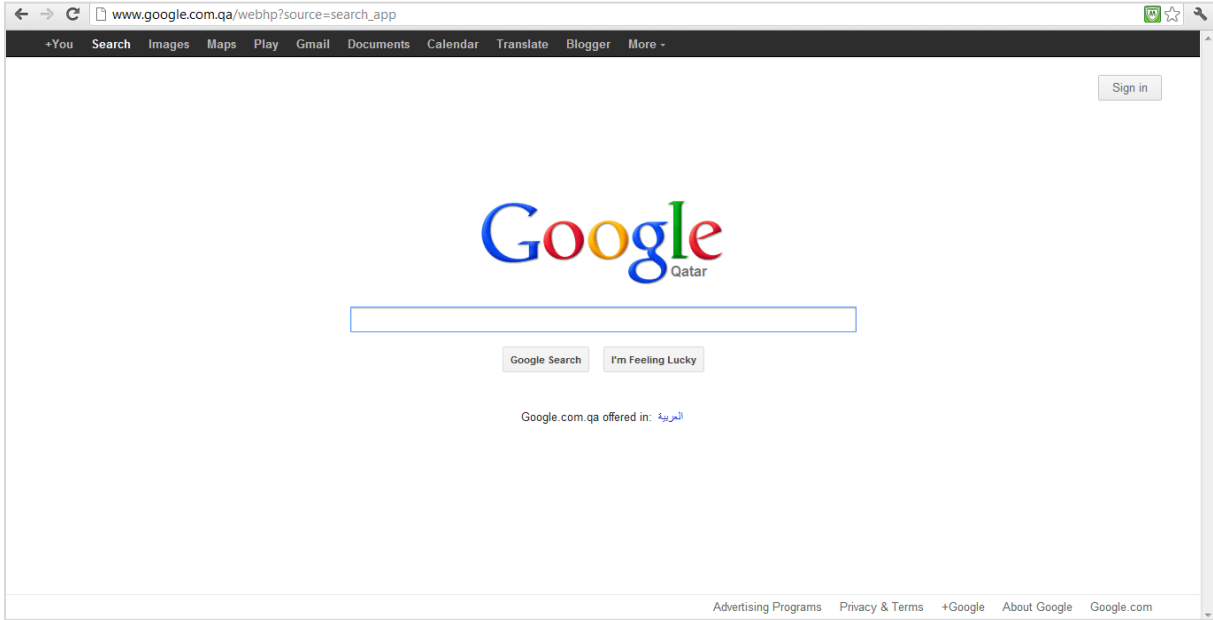 www.google.com.qa/webhp?source=search_app
+You Search Images Maps Play Gmail Documents Calendar Translate Blogger More
Sign in
Google
Qatar
Google Search I'm Feeling Lucky
Google.com.qa offered in: العربية
Advertising Programs Privacy & Terms +Google About Google Google.com